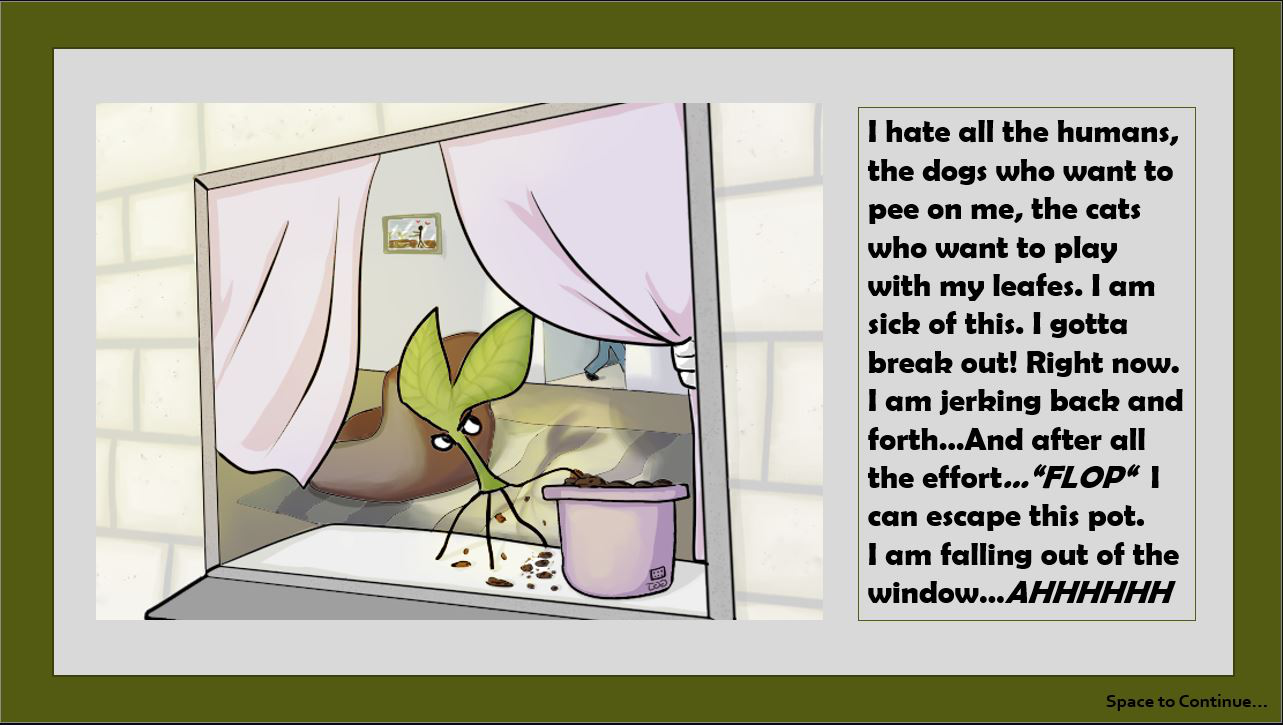 I hate all the humans,
the dogs who want to
pee on me, the cats
who want to play
with my leafes. I am
sick of this. I gotta
break out! Right now.
I am jerking back and
forth...And after all
the effort...“FLOP“ I
can escape this pot.
I am falling out of the
window...AHHHHHH
Space to Continue...